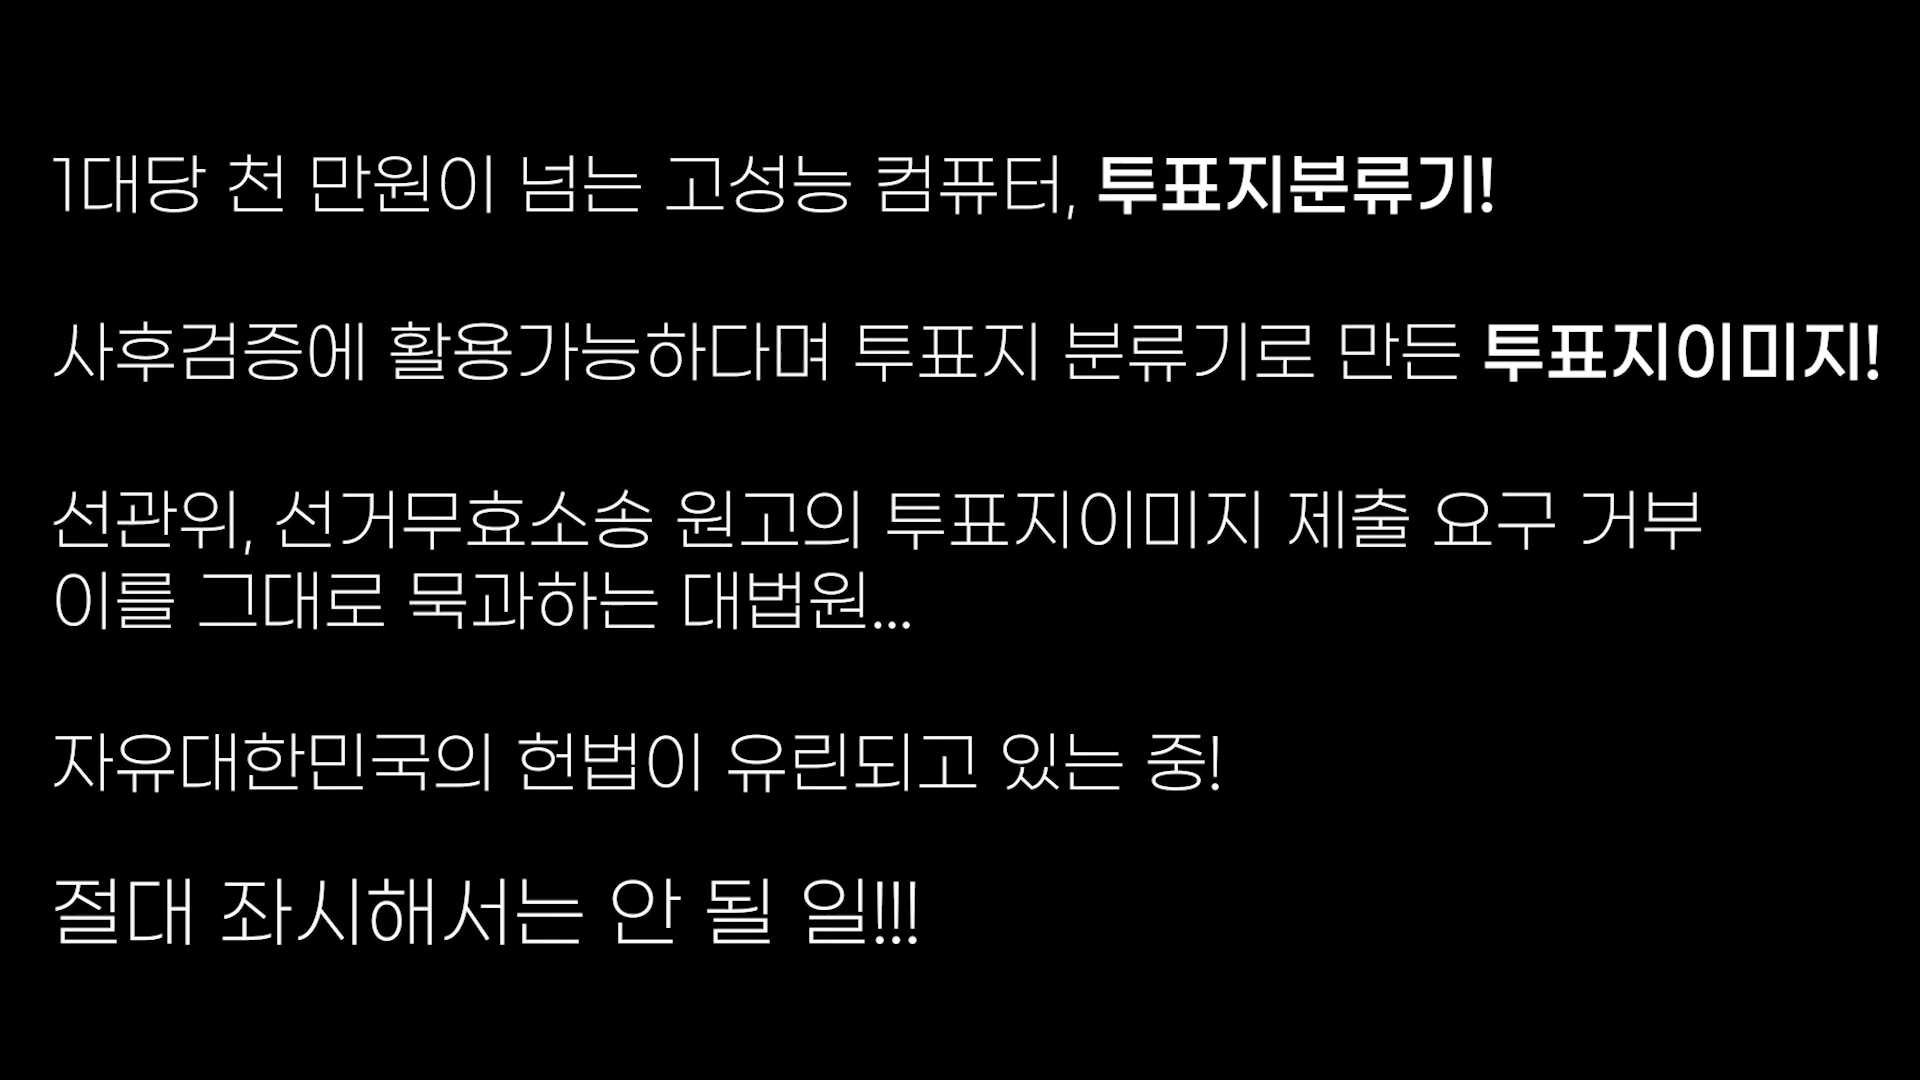 1대당 천 만원이 넘는 고성능 컴퓨터, 투표지분류기!
사후검증에 활용가능하다며 투표지 분류기로 만든 투표지이미지!
선관위, 선거무효소송 원고의 투표지이미지 제출 요구 거부
이를 그대로 묵과하는 대법원...
자유대한민국의 헌법이 유린되고 있는 중!
절대 좌시해서는 안 될 일!!!